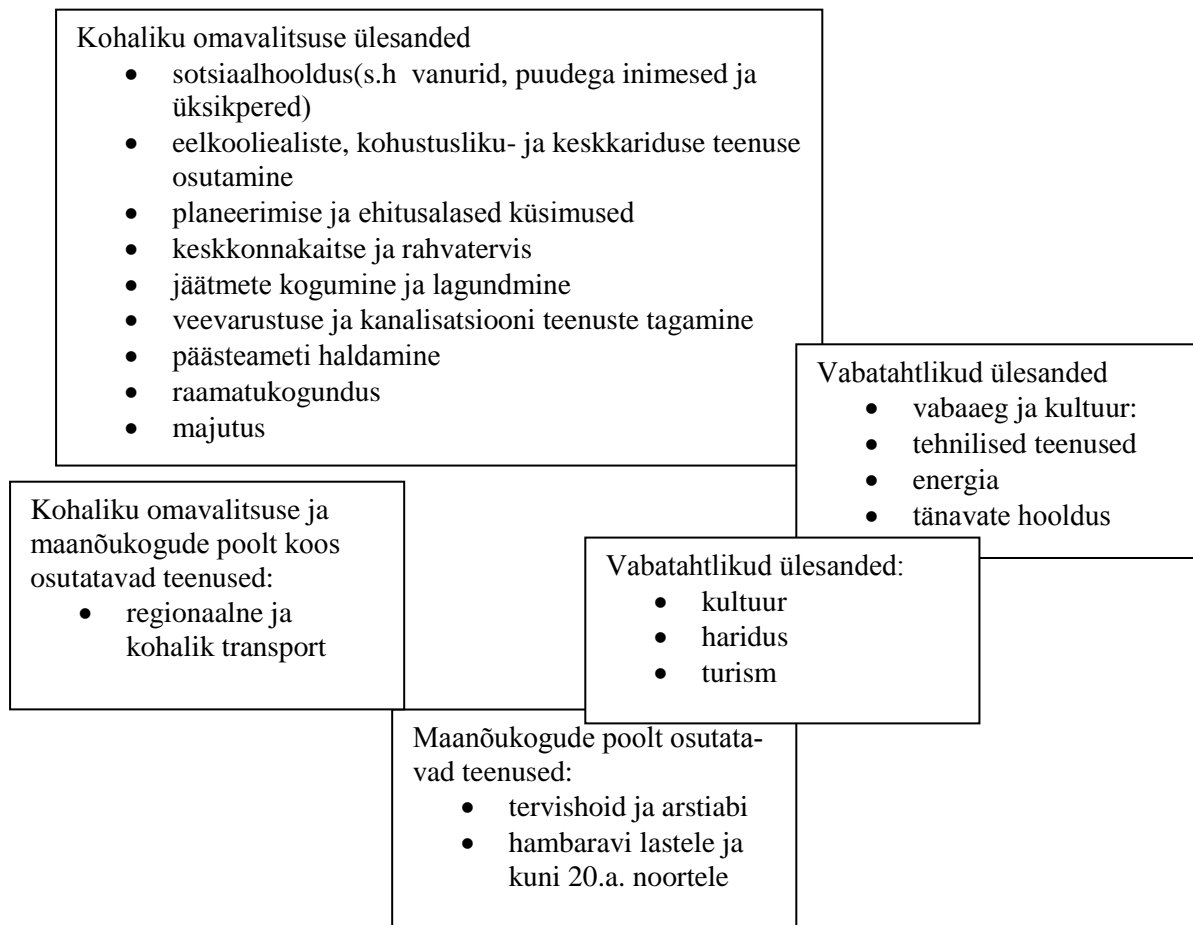 Kohaliku omavalitsuse ülesanded
• sotsiaalhooldus(s.h vanurid, puudega inimesed ja
üksikpered)
• eelkooliealiste, kohustusliku- ja keskkariduse teenuse
osutamine
• planeerimise ja ehitusalased küsimused
• keskkonnakaitse ja rahvatervis
• jäätmete kogumine ja lagundmine
• veevarustuse ja kanalisatsiooni teenuste tagamine
• päästeameti haldamine
• raamatukogundus
• majutus
Vabatahtlikud ülesanded
• vabaaeg ja kultuur:
• tehnilised teenused
• energia
• tänavate hooldus
Kohaliku omavalitsuse ja
maanõukogude poolt koos
osutatavad teenused:
• regionaalne ja
kohalik transport
Vabatahtlikud ülesanded:
• kultuur
• haridus
• turism
Maanõukogude poolt osutata-
vad teenused:
• tervishoid ja arstiabi
• hambaravi lastele ja
kuni 20.a. noortele